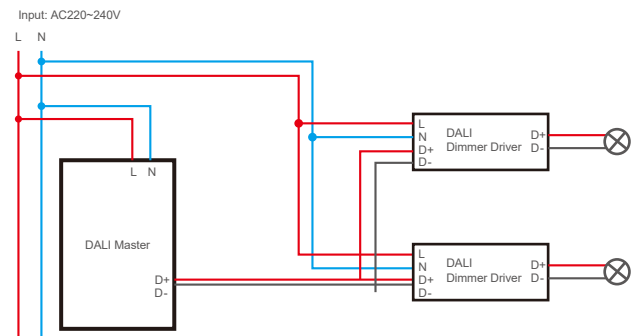 Input: AC220~240V
L N
L N
DALI Master
D+
D-
L
N
D+
D-
DALI
Dimmer Driver
D+
D-
L
N
D+
D-
DALI
Dimmer Driver
D+
D-